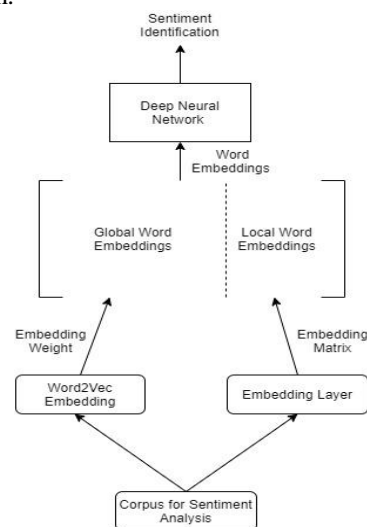 n.
Sentiment
Identification
Deep Neural
Network
Word
Embeddings
Global Word
Embeddings
Local Word
Embeddings
Embedding
Weight
Embedding
Matrix
Word2Vec
Embedding
Embedding Layer
Corpus for Sentiment
Analysis